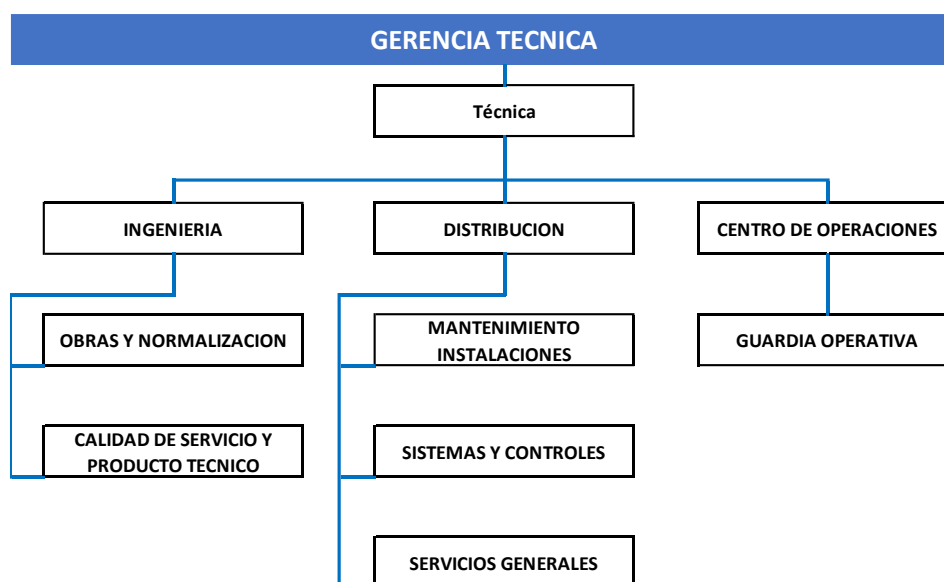 GERENCIA TECNICA
Técnica
INGENIERIA
DISTRIBUCION
CENTRO DE OPERACIONES
OBRAS Y NORMALIZACION
MANTENIMIENTO
INSTALACIONES
GUARDIA OPERATIVA
CALIDAD DE SERVICIO Y
PRODUCTO TECNICO
SISTEMAS Y CONTROLES
SERVICIOS GENERALES